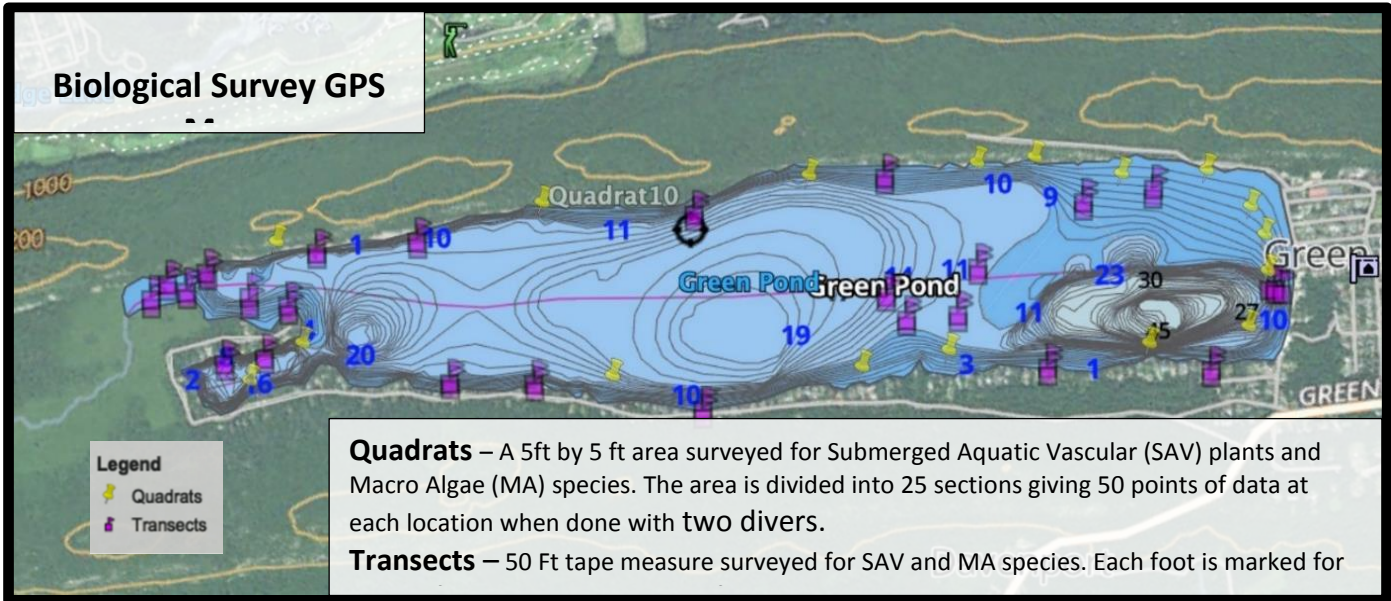 Biological Survey GPS
1000
Quadrat10
10
9
11
1
10
Green Pond
Green Pond
11
23
30
Green
11
27
10
19
45
20
3
1
2
10
GREEN
Legend
Quadrats
Transects
Quadrats – A 5ft by 5 ft area surveyed for Submerged Aquatic Vascular (SAV) plants and
Macro Algae (MA) species. The area is divided into 25 sections giving 50 points of data at
each location when done with two divers.
Transects – 50 Ft tape measure surveyed for SAV and MA species. Each foot is marked for